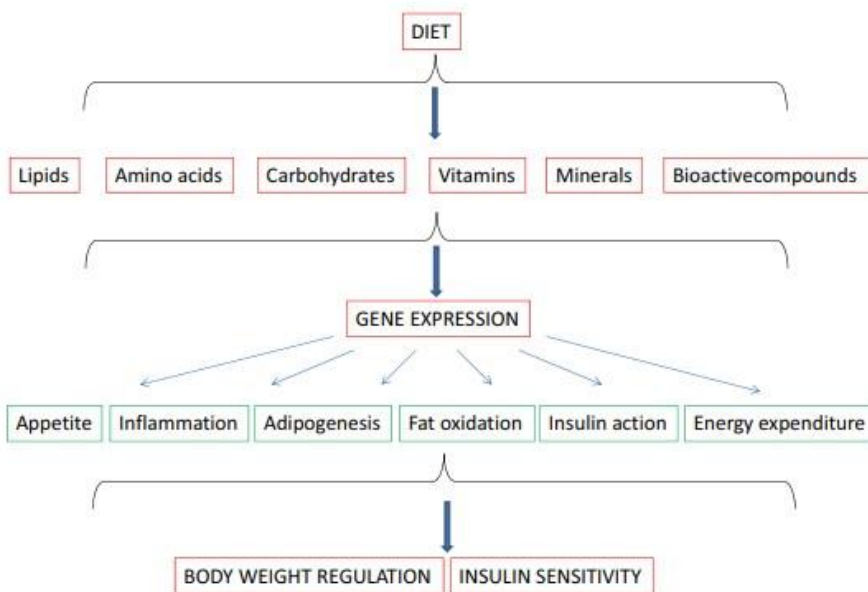 DIET
Lipids Amino acids Carbohydrates Vitamins Minerals Bioactivecompounds
GENE EXPRESSION
Appetite Inflammation Adipogenesis Fat oxidation Insulin action Energy expenditure
BODY WEIGHT REGULATION INSULIN SENSITIVITY